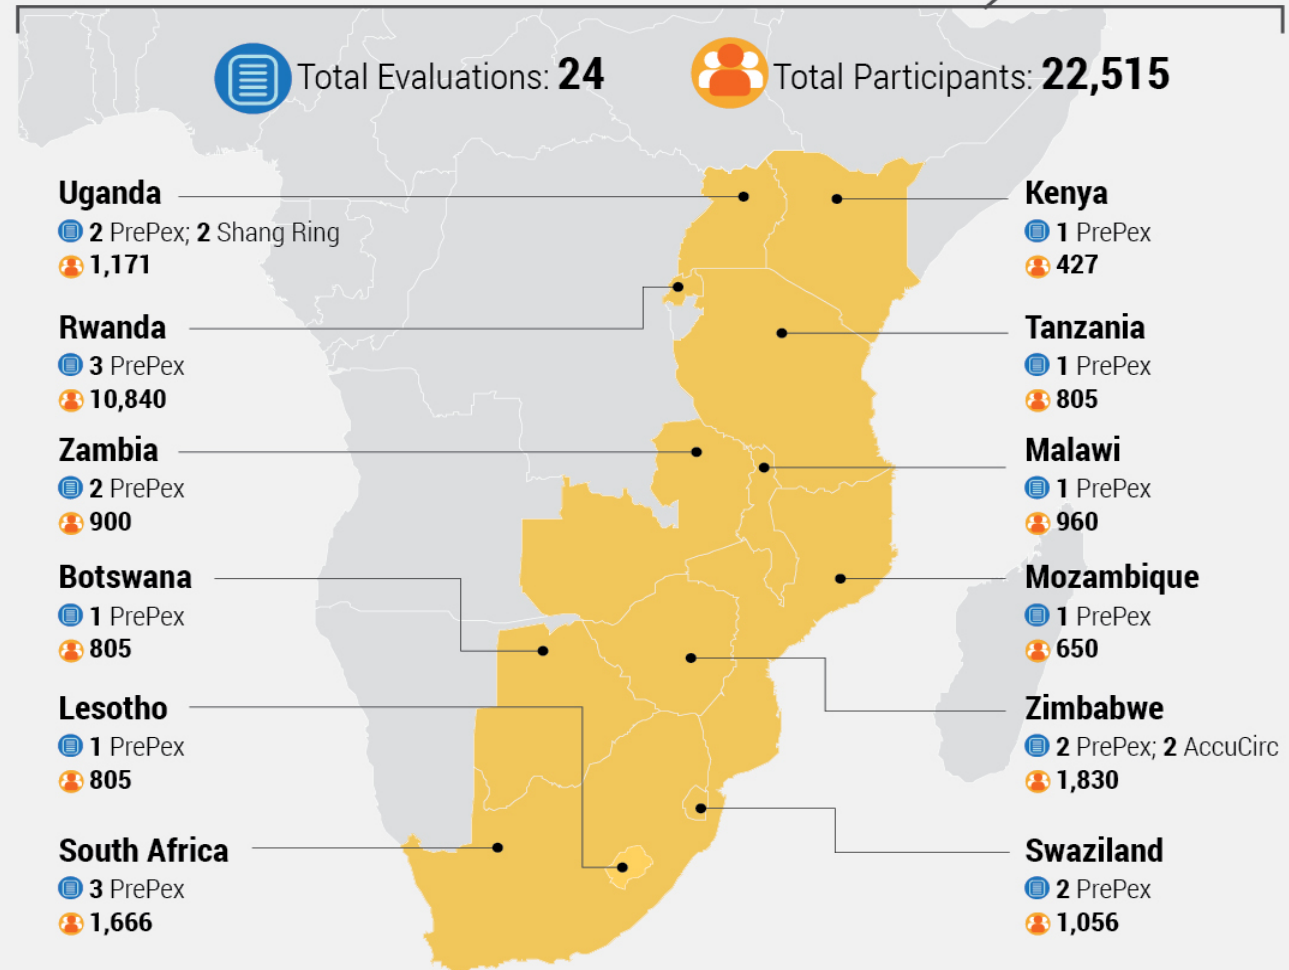 Total Evaluations: 24
Total Participants: 22,515
Uganda
2 PrePex; 2 Shang Ring
1,171
Rwanda
3 PrePex
10,840
Zambia
2 PrePex
900
Botswana
1 PrePex
805
Lesotho
1 PrePex
805
South Africa
3 PrePex
1,666
Kenya
1 PrePex
427
Tanzania
1 PrePex
805
Malawi
1 PrePex
960
Mozambique
1 PrePex
650
Zimbabwe
2 PrePex; 2 AccuCirc
1,830
Swaziland
2 PrePex
1,056